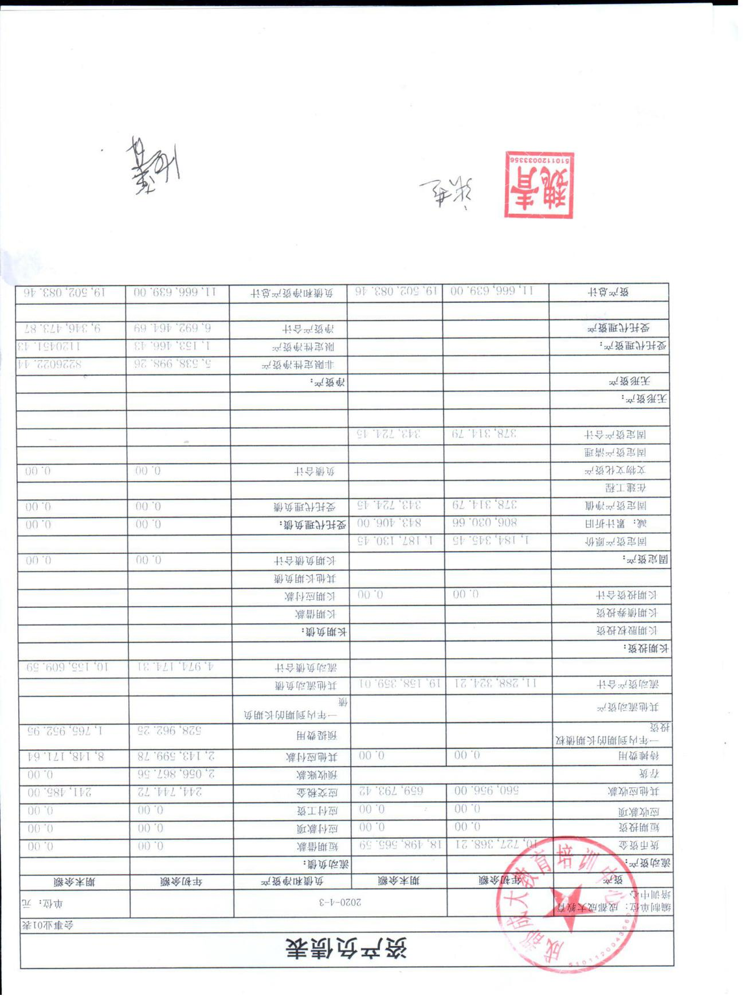 资产负债表
会事业01表
编制单位：成都成大教育培训中心 2020-4-3 单位：元
资产 年初余额 期末余额 负债和净资产 年初余额 期末余额
流动资产： 流动负债：
货币资金 10,727,368.21 18,498,565.59 短期借款 0.00 0.00
短期投资 0.00 0.00 应付款项 0.00 0.00
应收款项 0.00 0.00 应付工资 0.00 0.00
其他应收款 560,956.00 659,793.42 应交税金 244,744.72 241,485.00
存货 预收账款 2,056,867.56 0.00
待摊费用 0.00 0.00 其他应付款 2,143,599.78 8,148,171.64
一年内到期的长期债权投资 预提费用 528,962.25 1,765,952.95
其他流动资产 一年内到期的长期负债
流动资产合计 11,288,324.21 19,158,359.01 其他流动负债
流动负债合计 4,974,174.31 10,155,609.59
长期投资：
长期股权投资 长期负债：
长期债券投资 长期借款
长期投资合计 0.00 0.00 长期应付款
其他长期负债
固定资产： 长期负债合计 0.00 0.00
固定资产原价 1,184,345.45 1,187,130.45
减：累计折旧 806,030.66 843,406.00 受托代理负债： 0.00 0.00
固定资产净值 378,314.79 343,724.45 受托代理负债 0.00 0.00
在建工程
文物文化资产 负债合计 0.00 0.00
固定资产清理
固定资产合计 378,314.79 343,724.45
无形资产：
无形资产 净资产：
非限定性净资产 5,538,998.26 8226022.44
受托代理资产： 限定性净资产 1,153,466.43 1120451.43
受托代理资产 净资产合计 6,692,464.69 9,346,473.87
资产总计 11,666,639.00 19,502,083.46 负债和净资产总计 11,666,639.00 19,502,083.46
成都成大教育培训中心
5101120043560
魏青
5101120033356